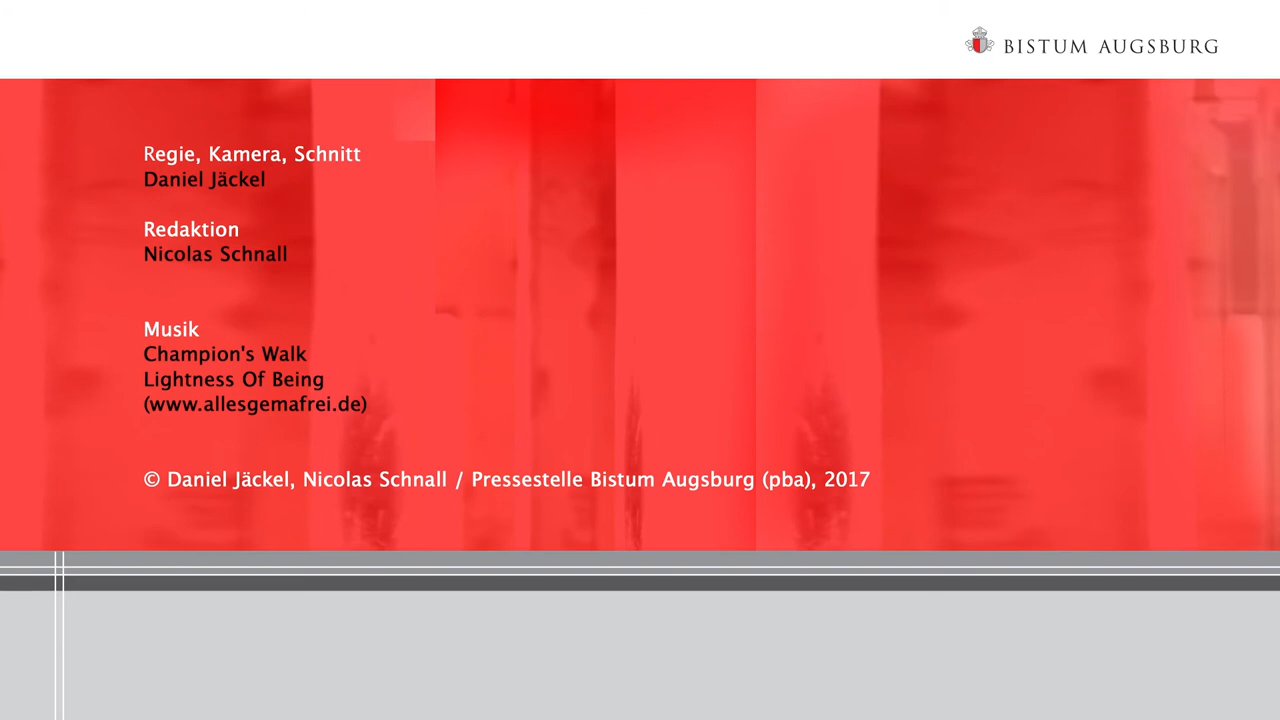 BISTUM AUGSBURG
Regie, Kamera, Schnitt
Daniel Jäckel
Redaktion
Nicolas Schnall
Musik
Champion's Walk
Lightness Of Being
(www.allesgemafrei.de)
© Daniel Jäckel, Nicolas Schnall / Pressestelle Bistum Augsburg (pba), 2017